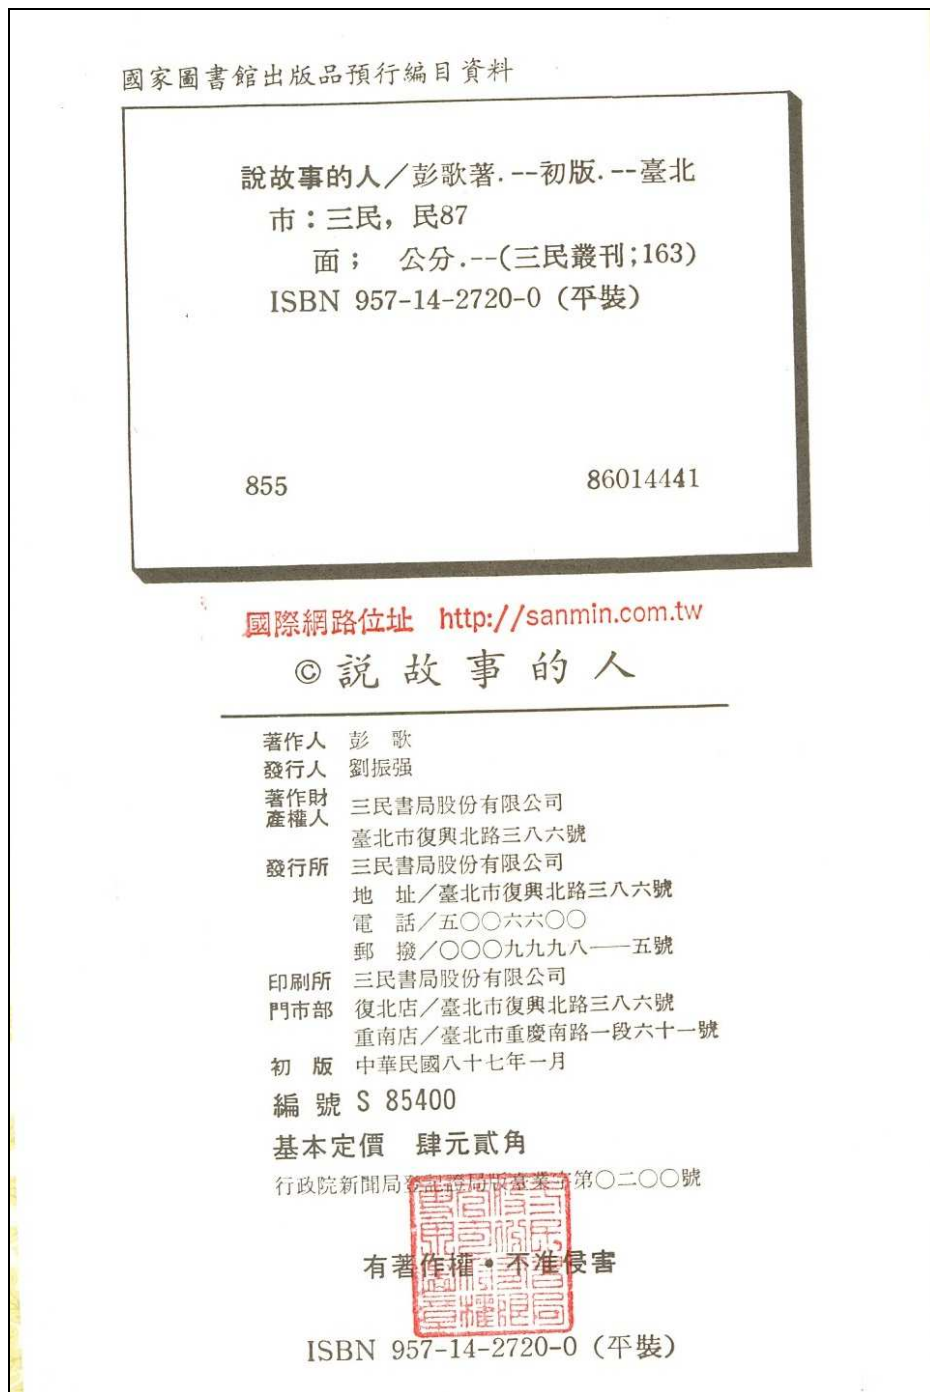 國家圖書館出版品預行編目資料
說故事的人／彭歌著.--初版.--臺北
市：三民，民87
面；　公分.--(三民叢刊;163)
ISBN 957-14-2720-0 (平裝)
855　86014441
國際網路位址　http://sanmin.com.tw
©說故事的人
著作人　彭　歌
發行人　劉振强
著作財產權人　三民書局股份有限公司
臺北市復興北路三八六號
發行所　三民書局股份有限公司
地　址／臺北市復興北路三八六號
電　話／五〇〇六六〇〇
郵　撥／〇〇〇九九九八——五號
印刷所　三民書局股份有限公司
門市部　復北店／臺北市復興北路三八六號
重南店／臺北市重慶南路一段六十一號
初　版　中華民國八十七年一月
編　號　S 85400
基本定價　肆元貳角
行政院新聞局登記證局版臺業字第〇二〇〇號
有著作權・不准侵害
ISBN 957-14-2720-0 (平裝)